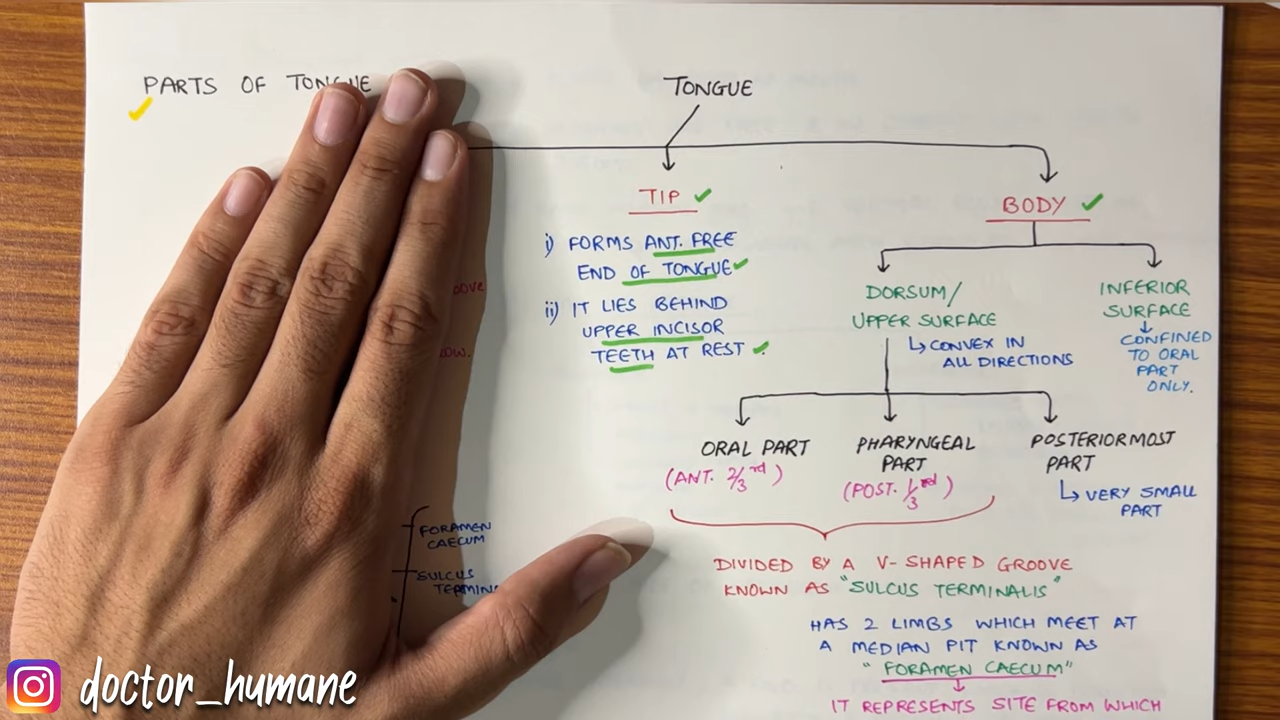 PARTS OF TONGUE
TONGUE
TIP
i) FORMS ANT. FREE
END OF TONGUE
ii) IT LIES BEHIND
UPPER INCISOR
TEETH AT REST
BODY
DORSUM/
UPPER SURFACE
↳ CONVEX IN
ALL DIRECTIONS
INFERIOR
SURFACE
CONFINED
TO ORAL
PART
ONLY.
ORAL PART
(ANT. 2/3 rd)
PHARYNGEAL
PART
(POST. 1/3 rd)
POSTERIORMOST
PART
↳ VERY SMALL
PART
DIVIDED BY A V-SHAPED GROOVE
KNOWN AS "SULCUS TERMINALIS"
HAS 2 LIMBS WHICH MEET AT
A MEDIAN PIT KNOWN AS
"FORAMEN CAECUM"
IT REPRESENTS SITE FROM WHICH
FORAMEN
CAECUM
SULCUS
doctor_humane